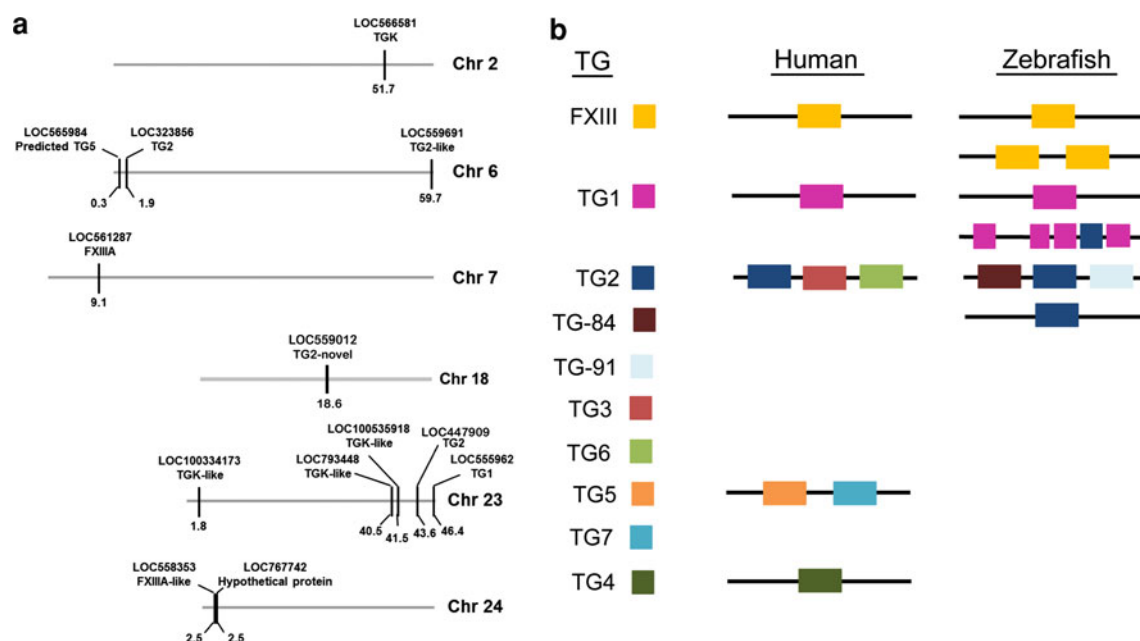 a
LOC566581
TGK
Chr 2
51.7
LOC565984
Predicted TG5
LOC323856
TG2
LOC559691
TG2-like
Chr 6
0.3
1.9
59.7
LOC561287
FXIIIA
Chr 7
9.1
LOC559012
TG2-novel
Chr 18
18.6
LOC100535918
TGK-like
LOC447909
TG2
LOC100334173
TGK-like
LOC793448
TGK-like
LOC555962
TG1
Chr 23
1.8
40.5
41.5
43.6
46.4
LOC558353
FXIIIA-like
LOC767742
Hypothetical protein
Chr 24
2.5
2.5
b
TG
Human
Zebrafish
FXIII
TG1
TG2
TG-84
TG-91
TG3
TG6
TG5
TG7
TG4